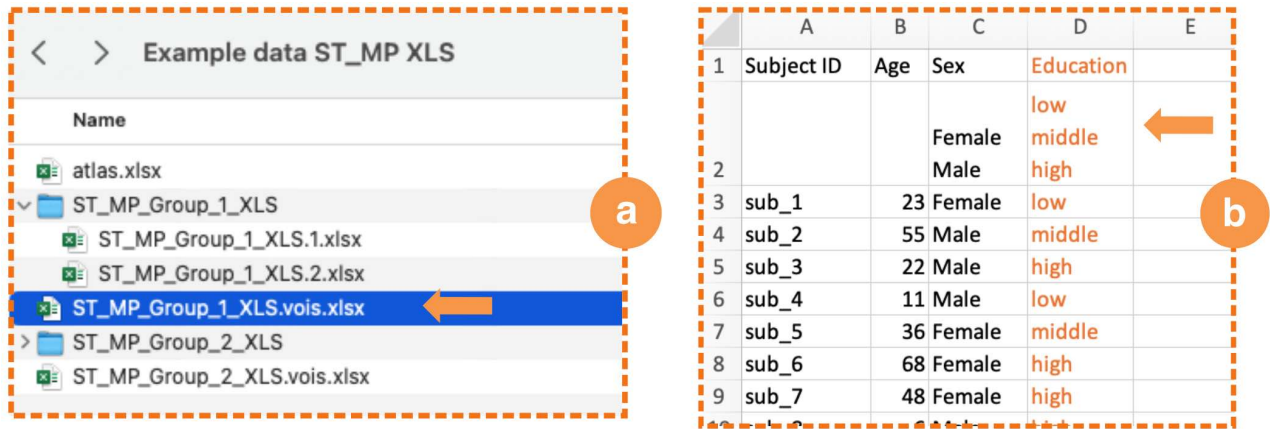 Example data ST_MP XLS
Name
atlas.xlsx
ST_MP_Group_1_XLS
ST_MP_Group_1_XLS.1.xlsx
ST_MP_Group_1_XLS.2.xlsx
ST_MP_Group_1_XLS.vois.xlsx
ST_MP_Group_2_XLS
ST_MP_Group_2_XLS.vois.xlsx
a
A B C D E
1 Subject ID Age Sex Education
low
Female middle
2 Male high
3 sub_1 23 Female low
4 sub_2 55 Male middle
5 sub_3 22 Male high
6 sub_4 11 Male low
7 sub_5 36 Female middle
8 sub_6 68 Female high
9 sub_7 48 Female high
b